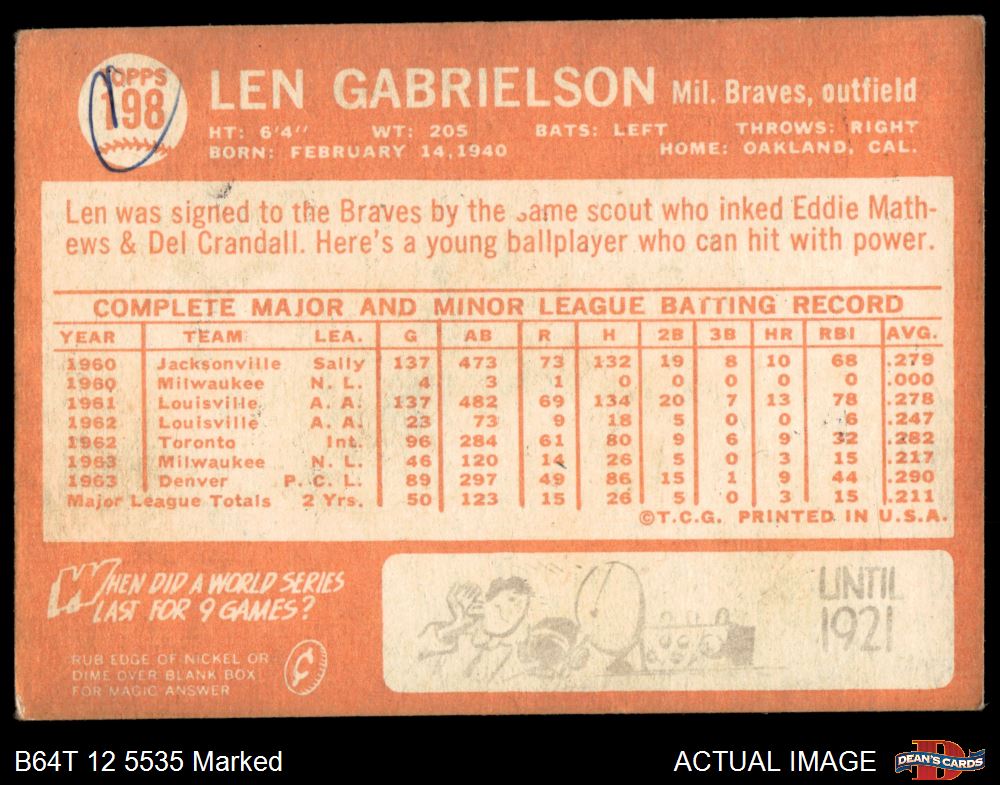 TOPPS
198
LEN GABRIELSON Mil. Braves, outfield
HT: 6'4" WT: 205 BATS: LEFT THROWS: RIGHT
BORN: FEBRUARY 14, 1940 HOME: OAKLAND, CAL.
Len was signed to the Braves by the same scout who inked Eddie Math-
ews & Del Crandall. Here's a young ballplayer who can hit with power.
COMPLETE MAJOR AND MINOR LEAGUE BATTING RECORD
YEAR TEAM LEA. G AB R H 2B 3B HR RBI AVG.
1960 Jacksonville Sally 137 473 73 132 19 8 10 68 .279
1960 Milwaukee N. L. 4 3 1 0 0 0 0 0 .000
1961 Louisville A. A. 137 482 69 134 20 7 13 78 .278
1962 Louisville A. A. 23 73 9 18 5 0 0 6 .247
1962 Toronto Int. 96 284 61 80 9 6 9 32 .282
1963 Milwaukee N. L. 46 120 14 26 5 0 3 15 .217
1963 Denver P. C. L. 89 297 49 86 15 1 9 44 .290
Major League Totals 2 Yrs. 50 123 15 26 5 0 3 15 .211
©T.C.G. PRINTED IN U.S.A.
WHEN DID A WORLD SERIES
LAST FOR 9 GAMES?
RUB EDGE OF NICKEL OR
DIME OVER BLANK BOX
FOR MAGIC ANSWER
UNTIL
1921
B64T 12 5535 Marked
ACTUAL IMAGE
DEAN'S CARDS